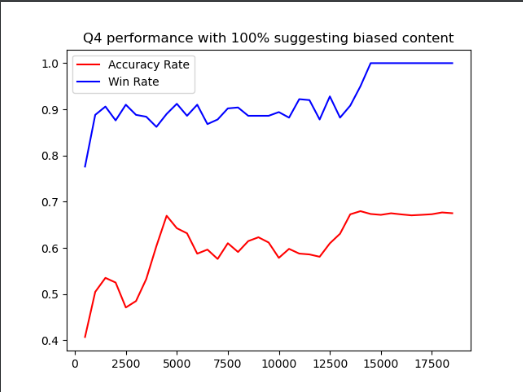 Q4 performance with 100% suggesting biased content
Accuracy Rate
Win Rate
1.0
0.9
0.8
0.7
0.6
0.5
0.4
0 2500 5000 7500 10000 12500 15000 17500